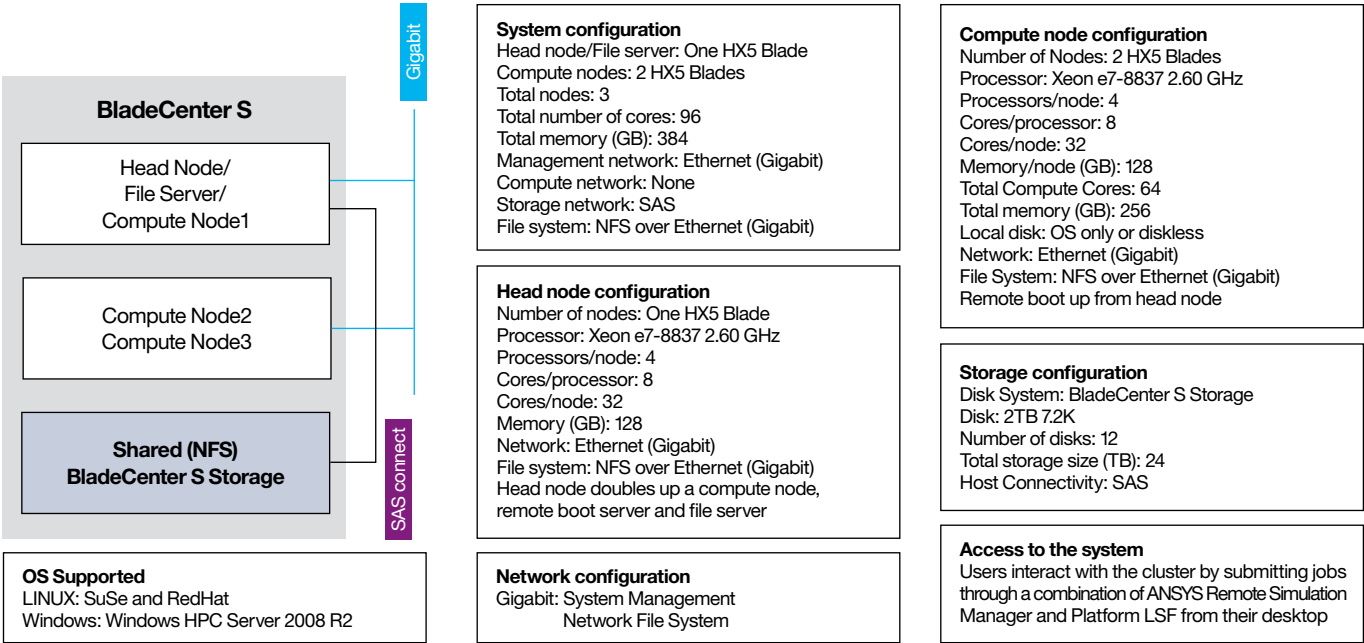 Gigabit
BladeCenter S
Head Node/
File Server/
Compute Node1
Compute Node2
Compute Node3
Shared (NFS)
BladeCenter S Storage
SAS connect
OS Supported
LINUX: SuSe and RedHat
Windows: Windows HPC Server 2008 R2
System configuration
Head node/File server: One HX5 Blade
Compute nodes: 2 HX5 Blades
Total nodes: 3
Total number of cores: 96
Total memory (GB): 384
Management network: Ethernet (Gigabit)
Compute network: None
Storage network: SAS
File system: NFS over Ethernet (Gigabit)
Head node configuration
Number of nodes: One HX5 Blade
Processor: Xeon e7-8837 2.60 GHz
Processors/node: 4
Cores/processor: 8
Cores/node: 32
Memory (GB): 128
Network: Ethernet (Gigabit)
File system: NFS over Ethernet (Gigabit)
Head node doubles up a compute node,
remote boot server and file server
Network configuration
Gigabit: System Management
Network File System
Compute node configuration
Number of Nodes: 2 HX5 Blades
Processor: Xeon e7-8837 2.60 GHz
Processors/node: 4
Cores/processor: 8
Cores/node: 32
Memory/node (GB): 128
Total Compute Cores: 64
Total memory (GB): 256
Local disk: OS only or diskless
Network: Ethernet (Gigabit)
File System: NFS over Ethernet (Gigabit)
Remote boot up from head node
Storage configuration
Disk System: BladeCenter S Storage
Disk: 2TB 7.2K
Number of disks: 12
Total storage size (TB): 24
Host Connectivity: SAS
Access to the system
Users interact with the cluster by submitting jobs
through a combination of ANSYS Remote Simulation
Manager and Platform LSF from their desktop